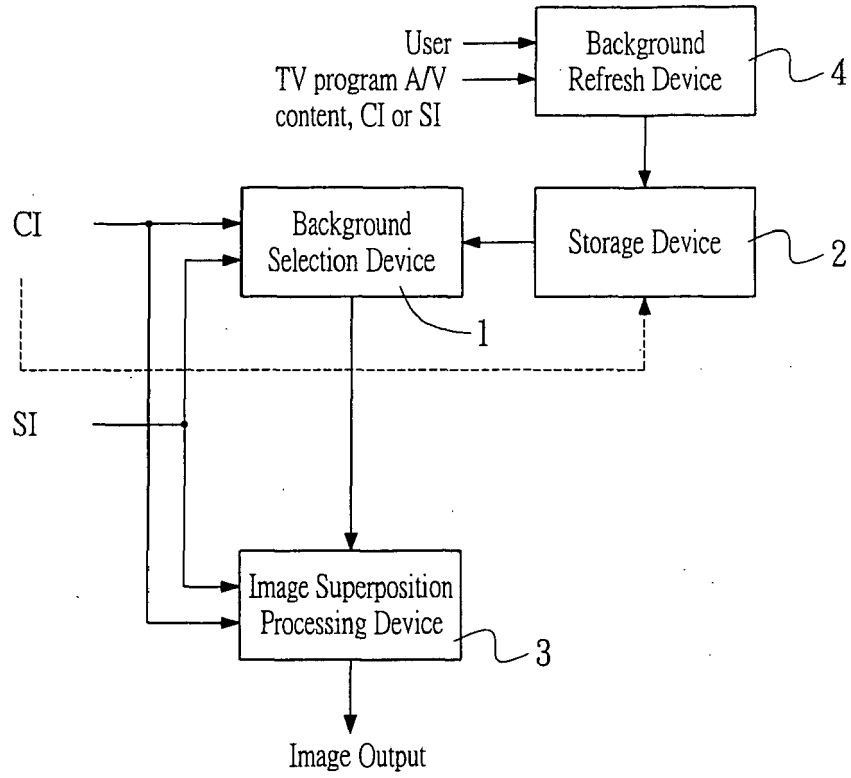 User
TV program A/V
content, CI or SI
Background
Refresh Device
4
CI
Background
Selection Device
1
Storage Device
2
SI
Image Superposition
Processing Device
3
Image Output